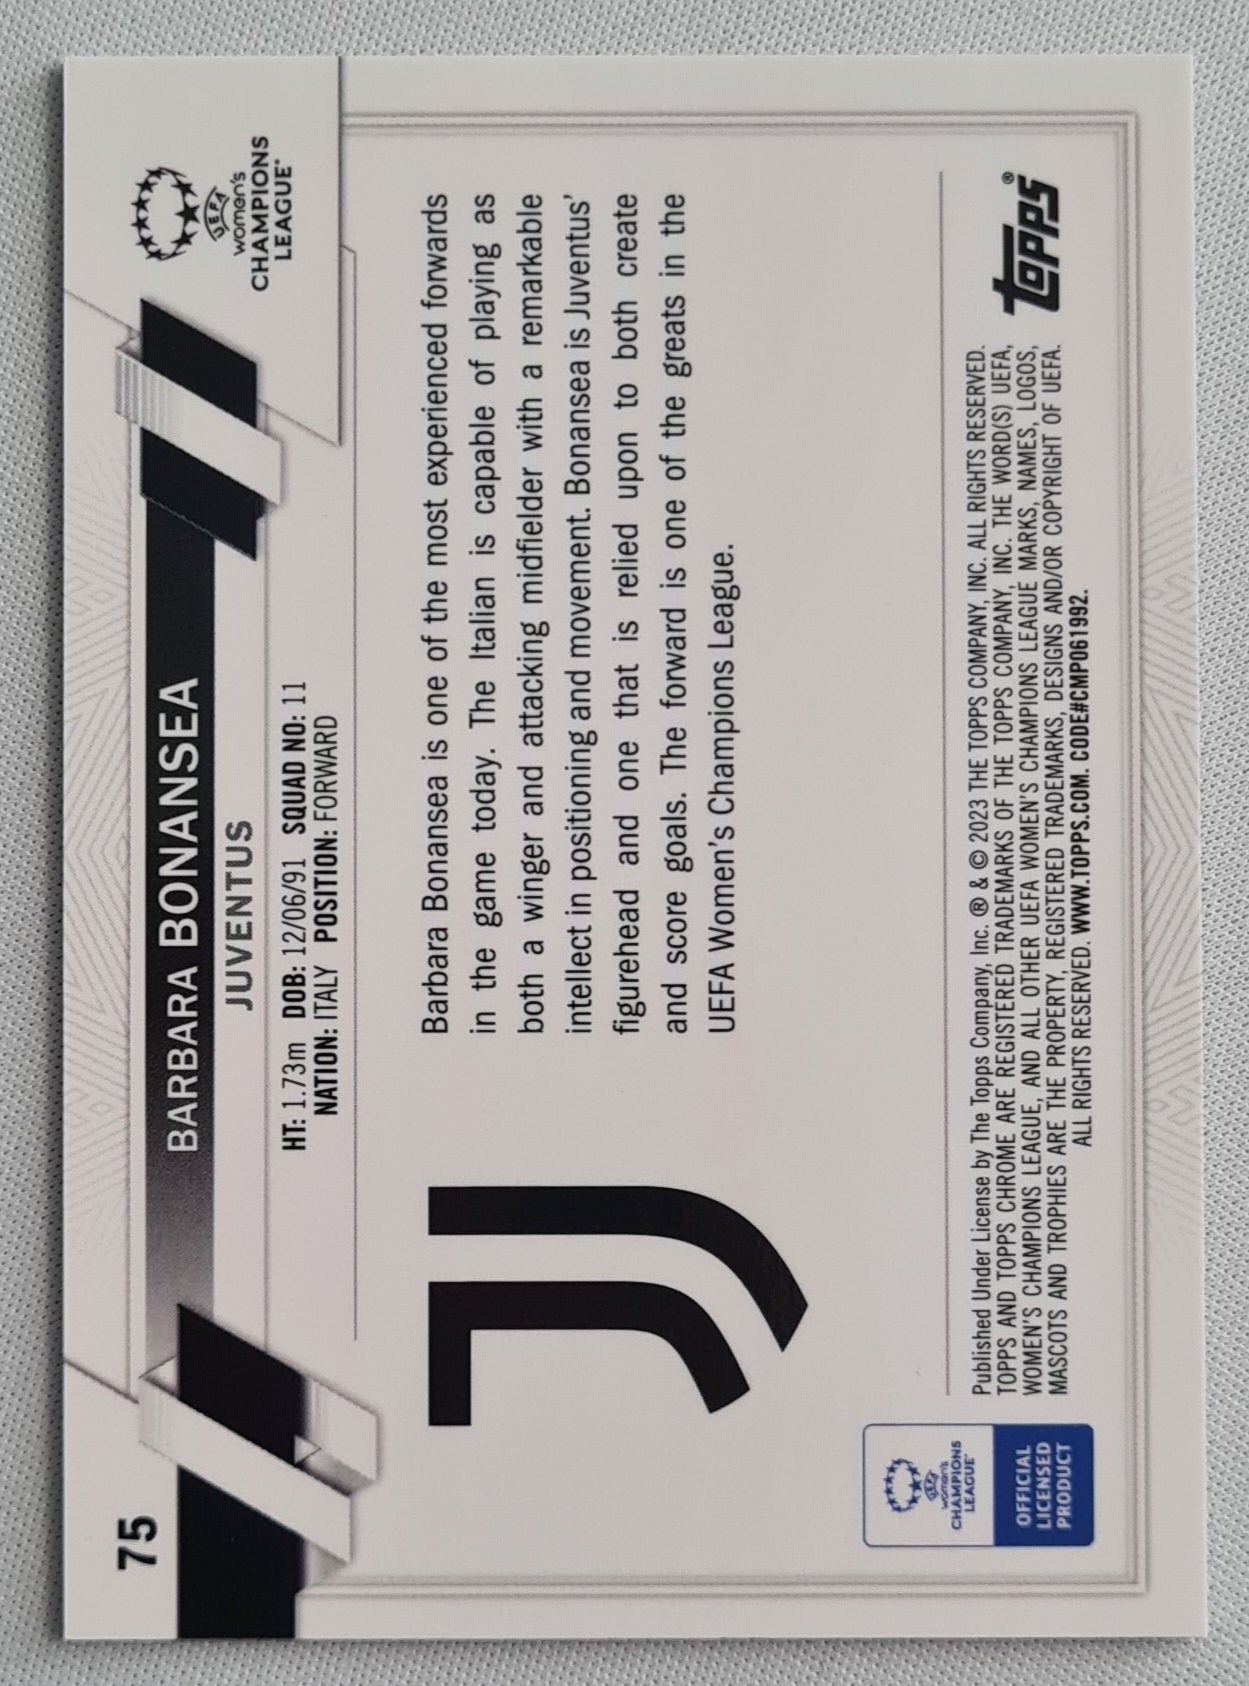 75
BARBARA BONANSEA
JUVENTUS
HT: 1.73m DOB: 12/06/91 SQUAD NO: 11
NATION: ITALY POSITION: FORWARD
UEFA
women's
CHAMPIONS
LEAGUE
Barbara Bonansea is one of the most experienced forwards
in the game today. The Italian is capable of playing as
both a winger and attacking midfielder with a remarkable
intellect in positioning and movement. Bonansea is Juventus'
figurehead and one that is relied upon to both create
and score goals. The forward is one of the greats in the
UEFA Women's Champions League.
UEFA
women's
CHAMPIONS
LEAGUE
OFFICIAL
LICENSED
PRODUCT
Published Under License by The Topps Company, Inc. ® & © 2023 THE TOPPS COMPANY, INC. ALL RIGHTS RESERVED.
TOPPS AND TOPPS CHROME ARE REGISTERED TRADEMARKS OF THE TOPPS COMPANY, INC. THE WORD(S) UEFA,
WOMEN'S CHAMPIONS LEAGUE, AND ALL OTHER UEFA WOMEN'S CHAMPIONS LEAGUE MARKS, NAMES, LOGOS,
MASCOTS AND TROPHIES ARE THE PROPERTY, REGISTERED TRADEMARKS, DESIGNS AND/OR COPYRIGHT OF UEFA.
ALL RIGHTS RESERVED. WWW.TOPPS.COM. CODE#CMP061992.
topps®